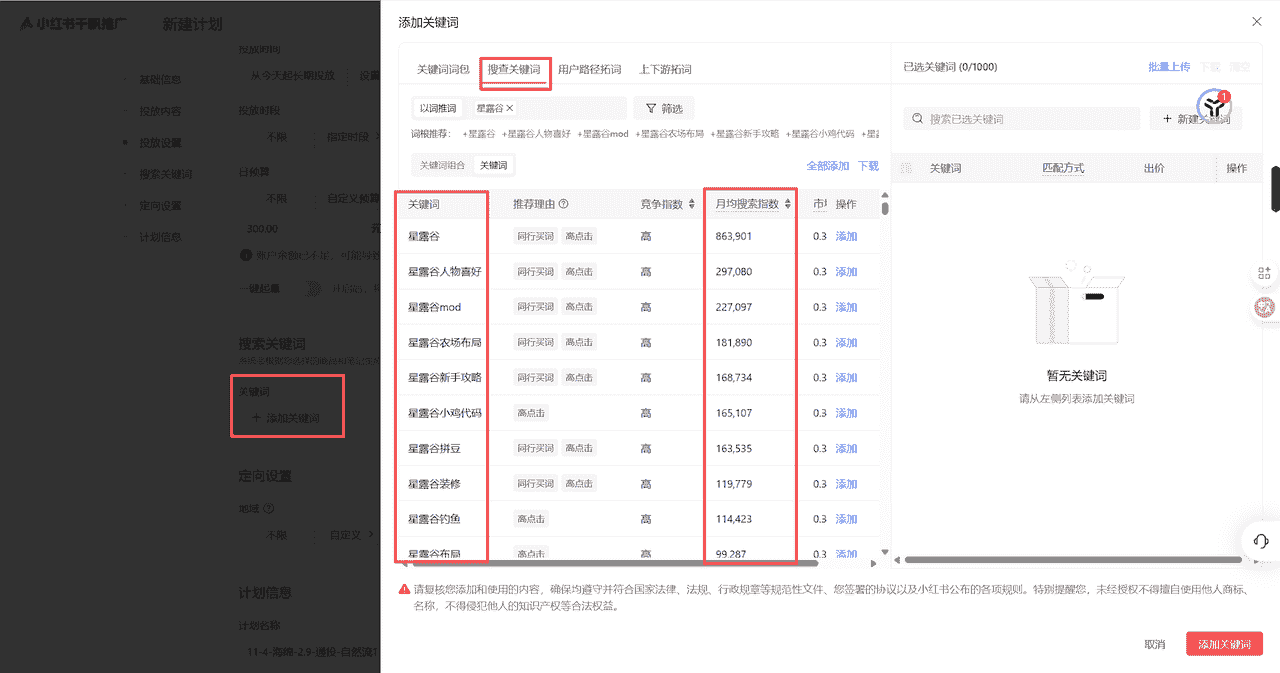 小红书千帆推广 新建计划
投放时间
从今天起长期投放 设置
基础信息
投放内容
投放设置
搜索关键词
定向设置
计划信息
投放时段
不限 指定时段
日预算
不限 自定义预算
300.00 元
一键起量
搜索关键词
关键词
+ 添加关键词
定向设置
地域
不限 自定义
计划信息
计划名称
添加关键词
关键词词包 搜查关键词 用户路径拓词 上下游拓词
以词推词 星露谷 × 筛选
词根推荐: +星露谷 +星露谷人物喜好 +星露谷mod +星露谷农场布局 +星露谷新手攻略 +星露谷小鸡代码
关键词组合 关键词 全部添加 下载
关键词 推荐理由 竞争指数 月均搜索指数 市 操作
星露谷 同行买词 高点击 高 863,901 0.3 添加
星露谷人物喜好 同行买词 高点击 高 297,080 0.3 添加
星露谷mod 同行买词 高点击 高 227,097 0.3 添加
星露谷农场布局 同行买词 高点击 高 181,890 0.3 添加
星露谷新手攻略 同行买词 高点击 高 168,734 0.3 添加
星露谷小鸡代码 高点击 高 165,107 0.3 添加
星露谷拼豆 同行买词 高点击 高 163,535 0.3 添加
星露谷装修 同行买词 高点击 高 119,779 0.3 添加
星露谷钓鱼 高点击 高 114,423 0.3 添加
星露谷布局 高点击 高 99,287 0.3 添加
已选关键词 (0/1000) 批量上传 下载 清空
搜索已选关键词 + 新建关键词
1
关键词 匹配方式 出价 操作
暂无关键词
请从左侧列表添加关键词
请复核您添加和使用的内容，确保均遵守并符合国家法律、法规、行政规章等规范性文件、您签署的协议以及小红书公布的各项规则。特别提醒您，未经授权不得擅自使用他人商标、
名称，不得侵犯他人的知识产权等合法权益。
取消 添加关键词